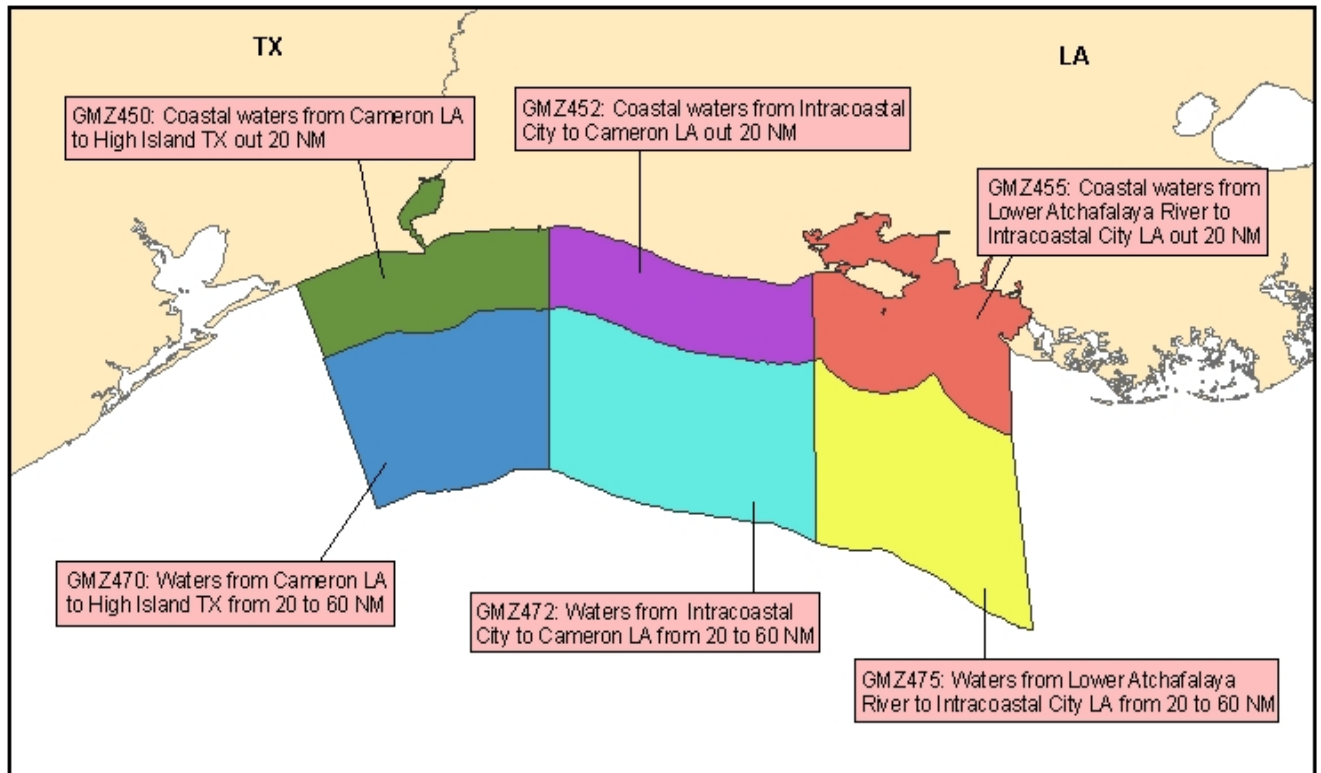 TX
LA
GMZ450: Coastal waters from Cameron LA
to High Island TX out 20 NM
GMZ452: Coastal waters from Intracoastal
City to Cameron LA out 20 NM
GMZ455: Coastal waters from
Lower Atchafalaya River to
Intracoastal City LA out 20 NM
GMZ470: Waters from Cameron LA
to High Island TX from 20 to 60 NM
GMZ472: Waters from Intracoastal
City to Cameron LA from 20 to 60 NM
GMZ475: Waters from Lower Atchafalaya
River to Intracoastal City LA from 20 to 60 NM